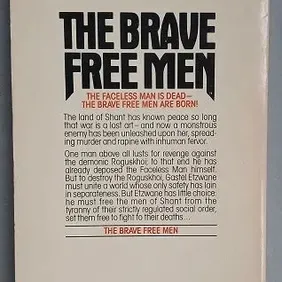 THE BRAVE
FREE MEN
THE FACELESS MAN IS DEAD—
THE BRAVE FREE MEN ARE BORN!
The land of Shant has known peace so long
that war is a lost art – and now a monstrous
enemy has been unleashed upon her, spread-
ing murder and rapine with inhuman fervor.
One man above all lusts for revenge against
the demonic Roguskhoi, to that end he has
already deposed the Faceless Man himself.
But to destroy the Roguskhoi, Gastel Etzwane
must unite a world whose only safety has lain
in separateness. But Etzwane has little choice:
he must free the men of Shant from the
tyranny of their strictly regulated social order,
set them free to fight to their deaths...
THE BRAVE FREE MEN